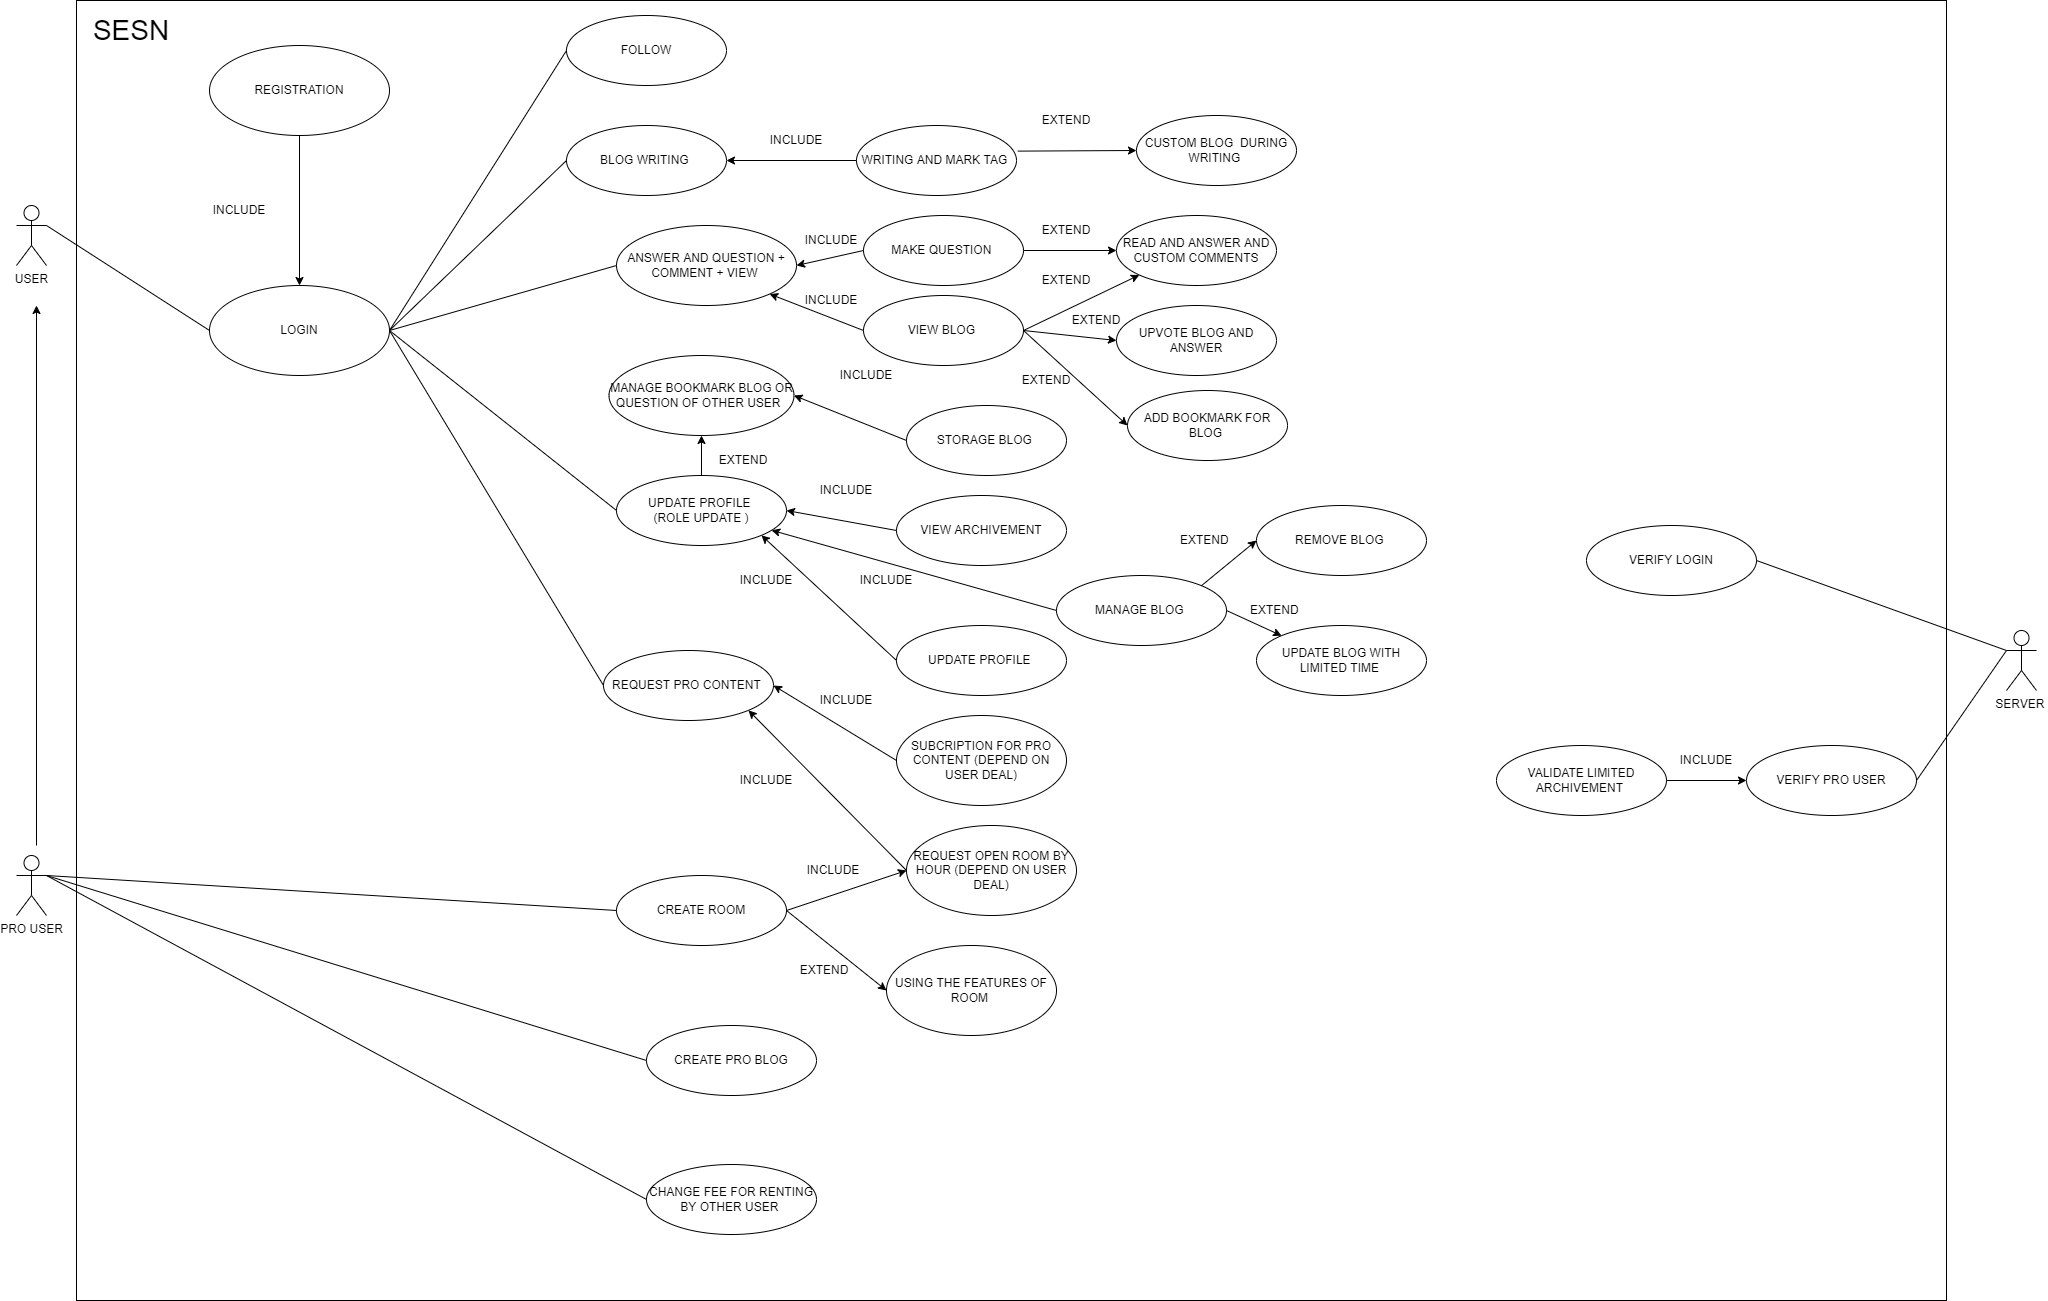 SESN
REGISTRATION
INCLUDE
USER
LOGIN
FOLLOW
BLOG WRITING
INCLUDE
WRITING AND MARK TAG
EXTEND
CUSTOM BLOG  DURING
WRITING
ANSWER AND QUESTION +
COMMENT + VIEW
INCLUDE
MAKE QUESTION
EXTEND
READ AND ANSWER AND
CUSTOM COMMENTS
INCLUDE
VIEW BLOG
EXTEND
EXTEND
UPVOTE BLOG AND
ANSWER
EXTEND
ADD BOOKMARK FOR
BLOG
MANAGE BOOKMARK BLOG OR
QUESTION OF OTHER USER
INCLUDE
STORAGE BLOG
EXTEND
UPDATE PROFILE
(ROLE UPDATE )
INCLUDE
VIEW ARCHIVEMENT
INCLUDE
INCLUDE
MANAGE BLOG
EXTEND
REMOVE BLOG
EXTEND
UPDATE BLOG WITH
LIMITED TIME
UPDATE PROFILE
REQUEST PRO CONTENT
INCLUDE
SUBCRIPTION FOR PRO
CONTENT (DEPEND ON
USER DEAL)
INCLUDE
REQUEST OPEN ROOM BY
HOUR (DEPEND ON USER
DEAL)
VERIFY LOGIN
SERVER
VALIDATE LIMITED
ARCHIVEMENT
INCLUDE
VERIFY PRO USER
PRO USER
CREATE ROOM
INCLUDE
EXTEND
USING THE FEATURES OF
ROOM
CREATE PRO BLOG
CHANGE FEE FOR RENTING
BY OTHER USER